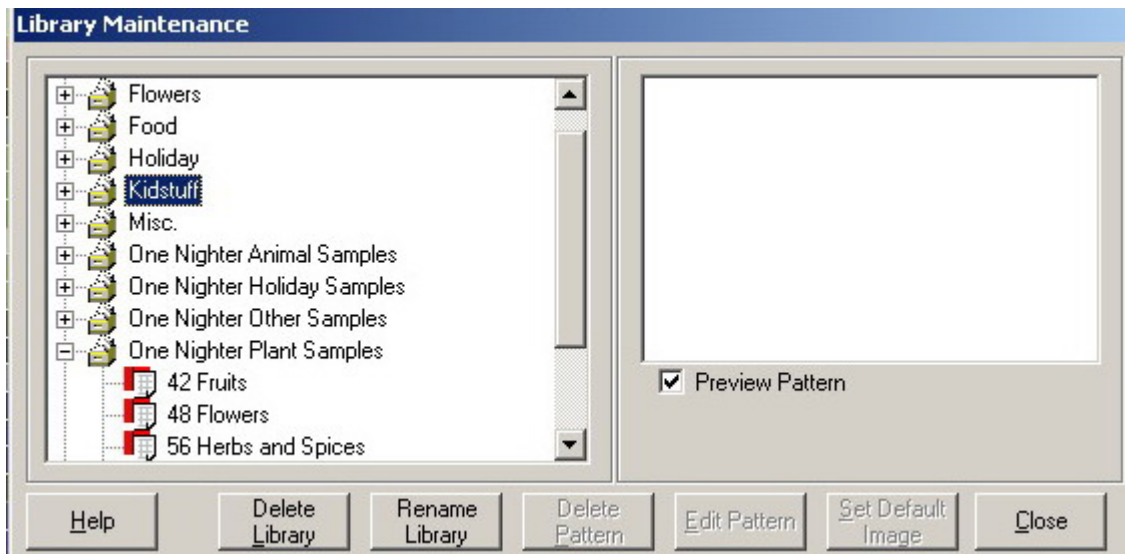 Library Maintenance
Flowers
Food
Holiday
Kidstuff
Misc.
One Nighter Animal Samples
One Nighter Holiday Samples
One Nighter Other Samples
One Nighter Plant Samples
42 Fruits
48 Flowers
56 Herbs and Spices
Preview Pattern
Help
Delete
Library
Rename
Library
Delete
Pattern
Edit Pattern
Set Default
Image
Close